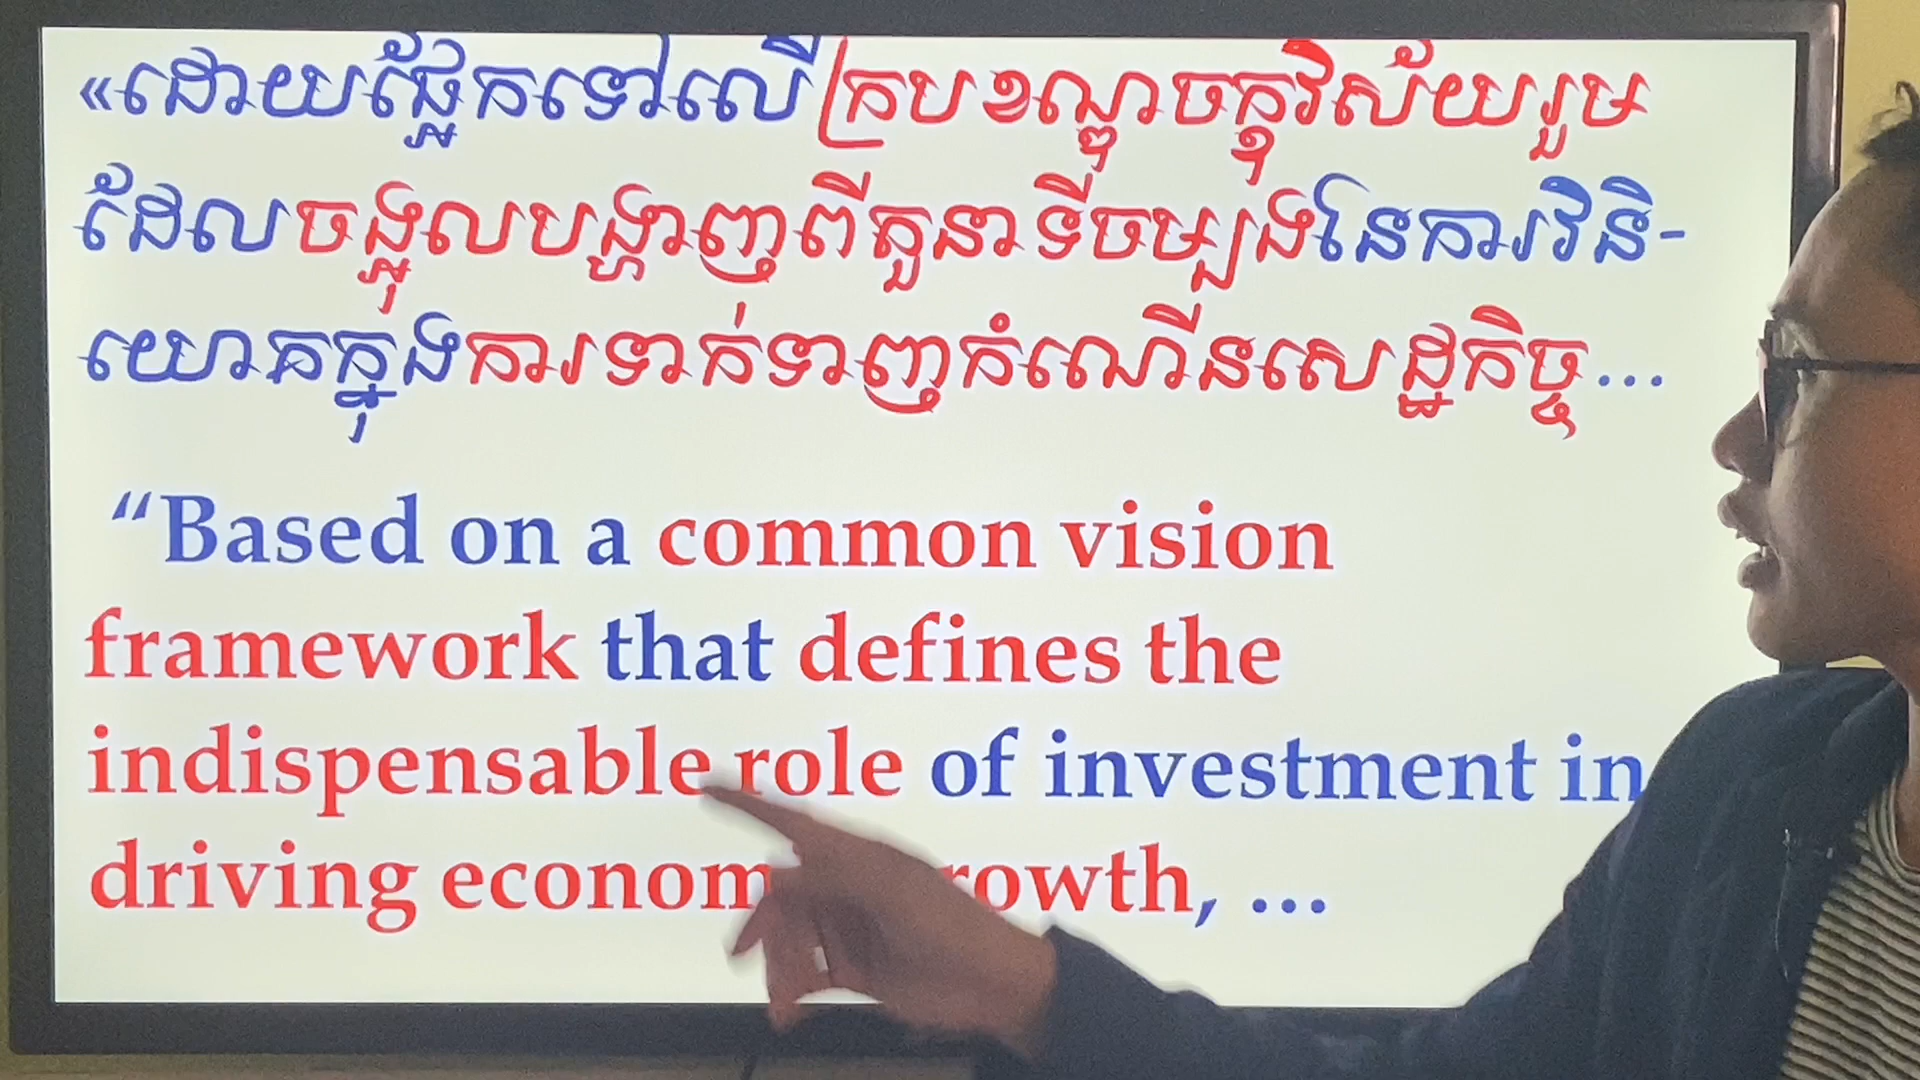 «ដោយផ្អែកទៅលើក្របខណ្ឌចក្ខុវិស័យរួម
ដែលចង្អុលបង្ហាញពីតួនាទីចម្បងនៃការវិនិ-
យោគក្នុងការទាក់ទាញកំណើនសេដ្ឋកិច្ច...
“Based on a common vision
framework that defines the
indispensable role of investment in
driving econom rowth, ...